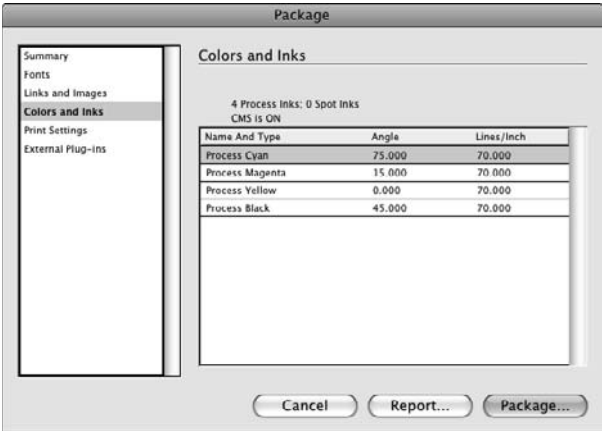 Package
Summary
Fonts
Links and Images
Colors and Inks
Print Settings
External Plug-ins
Colors and Inks
4 Process Inks; 0 Spot Inks
CMS is ON
Name And Type Angle Lines/Inch
Process Cyan 75.000 70.000
Process Magenta 15.000 70.000
Process Yellow 0.000 70.000
Process Black 45.000 70.000
Cancel Report... Package...